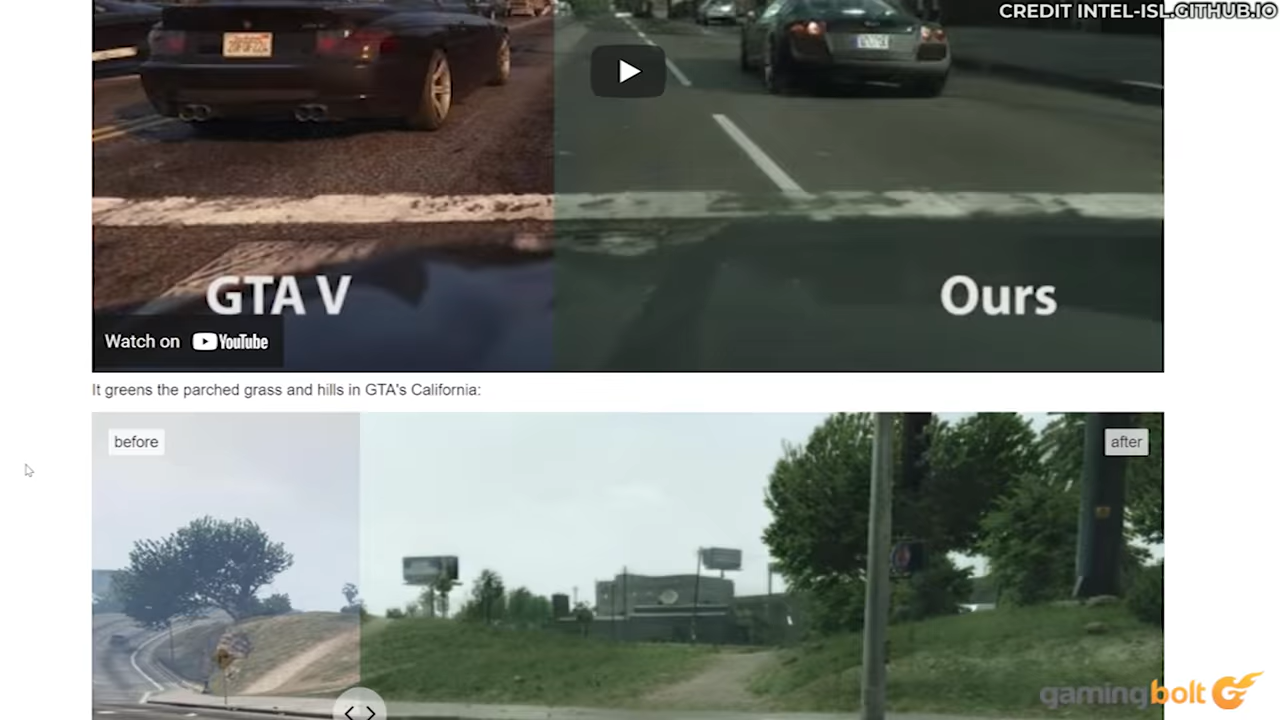 CREDIT INTEL-ISL.GITHUB.IO
GTA V
Ours
Watch on YouTube
It greens the parched grass and hills in GTA's California:
before
after
gamingbolt